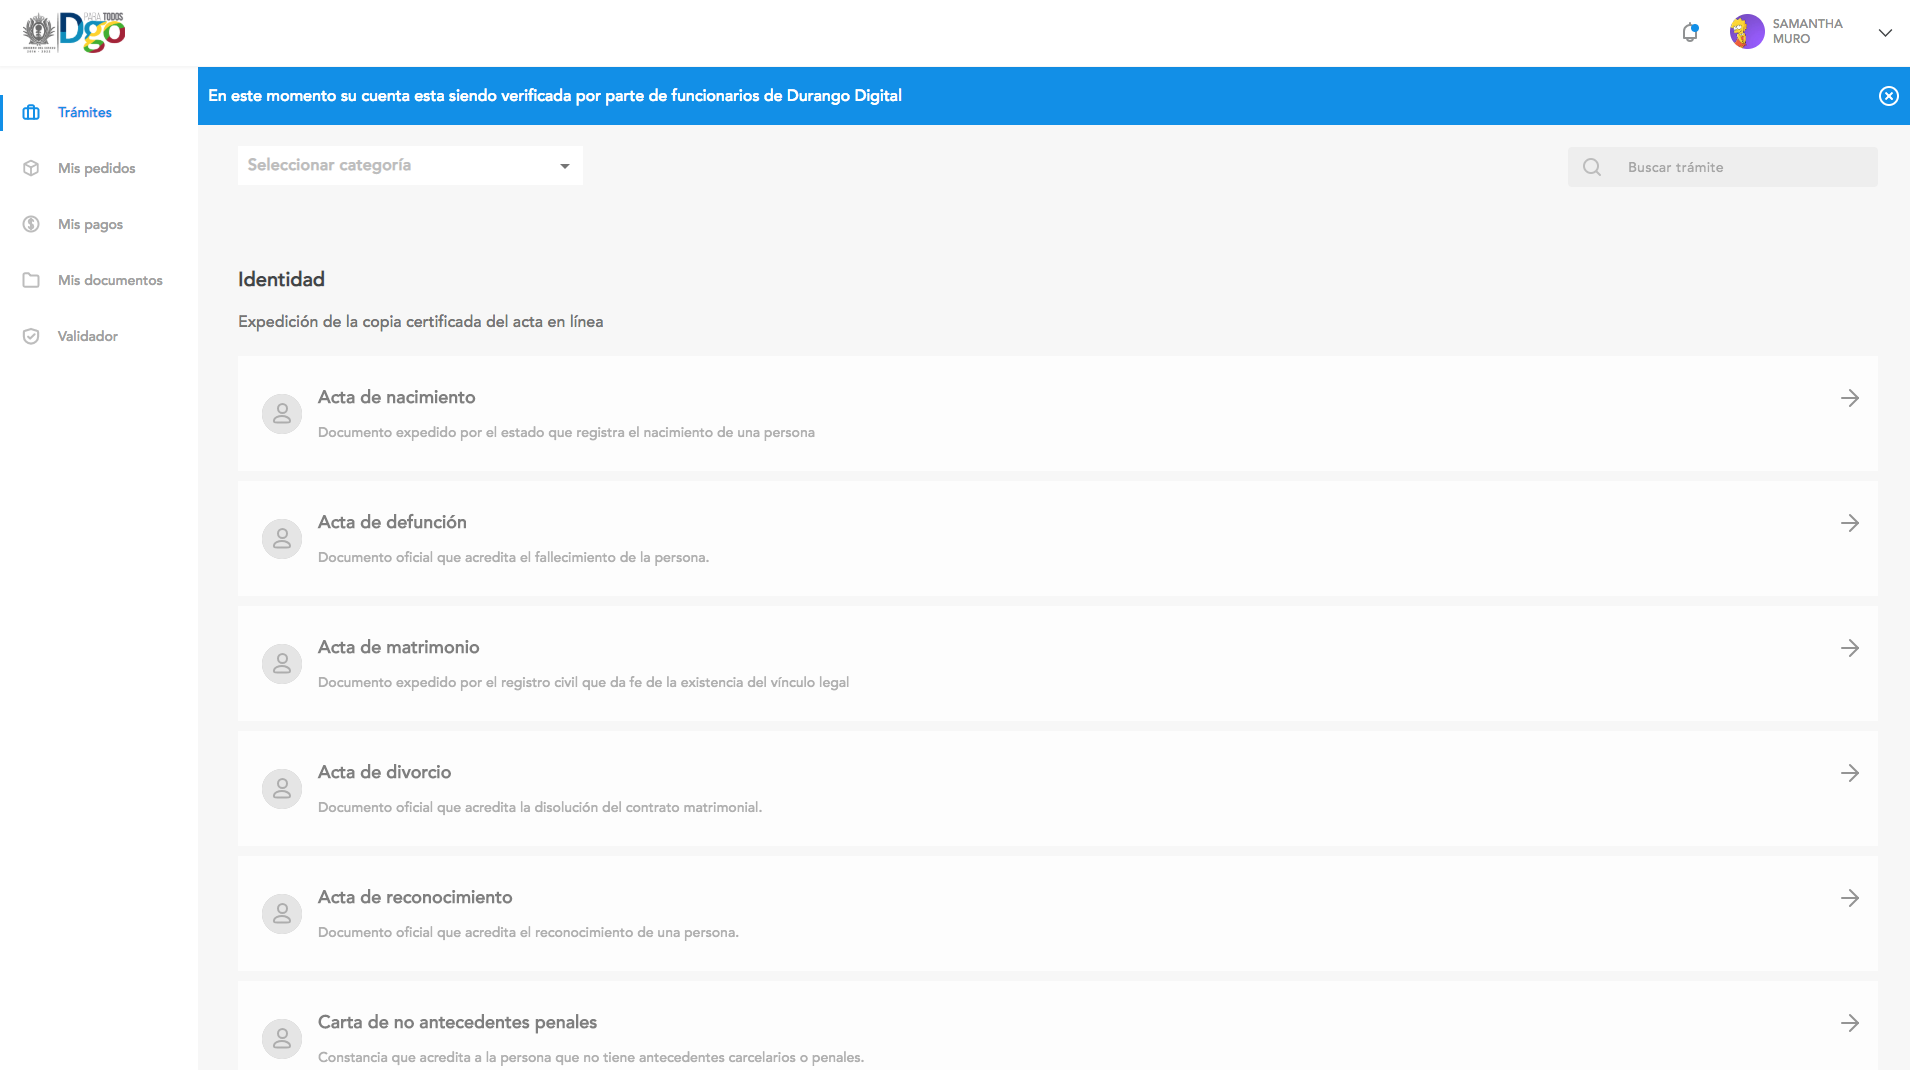 PARA TODOS
Dgo
SAMANTHA
MURO
En este momento su cuenta esta siendo verificada por parte de funcionarios de Durango Digital
Trámites
Mis pedidos
Mis pagos
Mis documentos
Validador
Seleccionar categoría
Buscar trámite
Identidad
Expedición de la copia certificada del acta en línea
Acta de nacimiento
Documento expedido por el estado que registra el nacimiento de una persona
Acta de defunción
Documento oficial que acredita el fallecimiento de la persona.
Acta de matrimonio
Documento expedido por el registro civil que da fe de la existencia del vínculo legal
Acta de divorcio
Documento oficial que acredita la disolución del contrato matrimonial.
Acta de reconocimiento
Documento oficial que acredita el reconocimiento de una persona.
Carta de no antecedentes penales
Constancia que acredita a la persona que no tiene antecedentes carcelarios o penales.